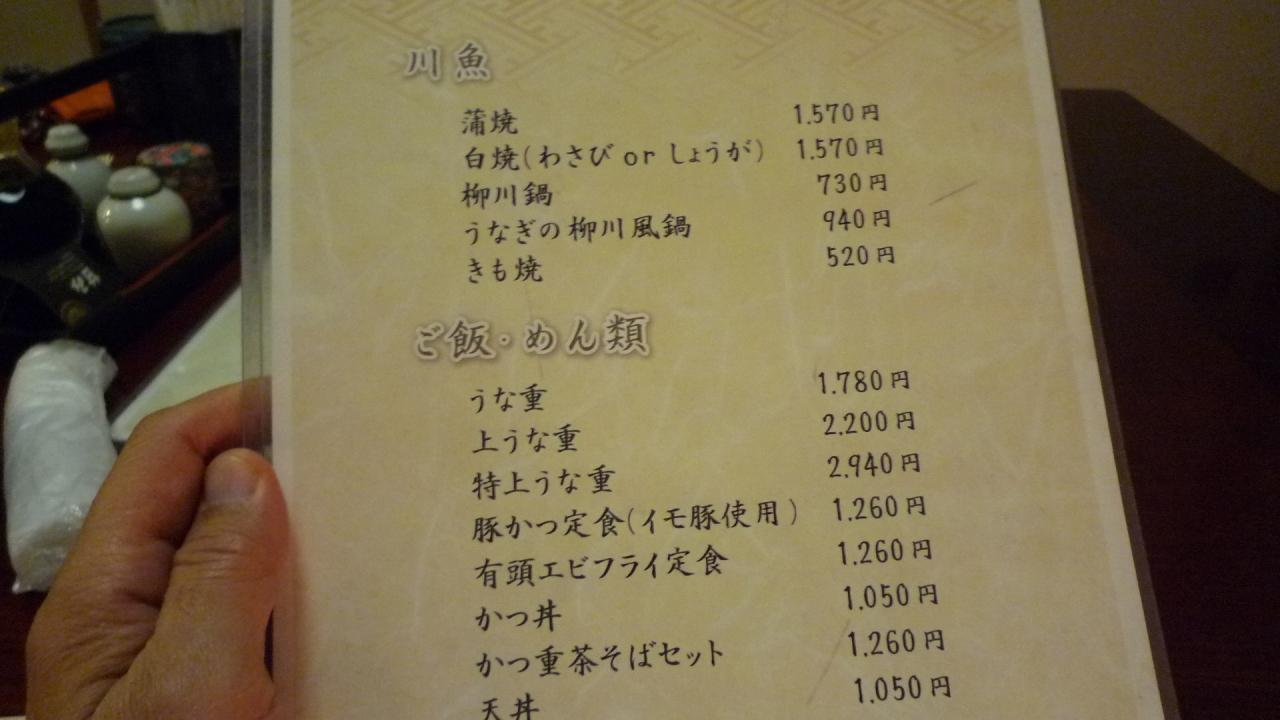 川魚
蒲焼 1.570円
白焼(わさび or しょうが) 1.570円
柳川鍋 730円
うなぎの柳川風鍋 940円
きも焼 520円
ご飯・めん類
うな重 1.780円
上うな重 2.200円
特上うな重 2.940円
豚かつ定食(イモ豚使用) 1.260円
有頭エビフライ定食 1.260円
かつ丼 1.050円
かつ重茶そばセット 1.260円
天丼 1.050円